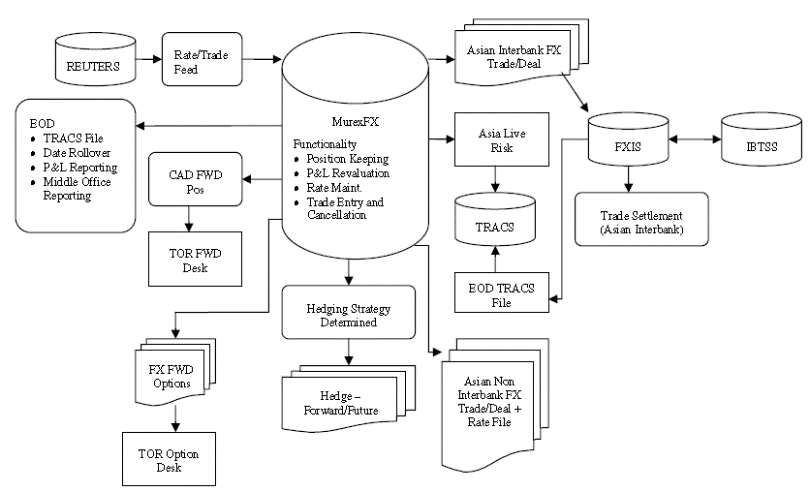 REUTERS
Rate/Trade
Feed
Asian Interbank FX
Trade/Deal
MurexFX
Functionality
• Position Keeping
• P&L Revaluation
• Rate Maint.
• Trade Entry and
Cancellation
EOD
• TRACS File
• Date Rollover
• P&L Reporting
• Middle Office
Reporting
CAD FWD
Pos
TOR FWD
Desk
Asia Live
Risk
FXIS
IBTSS
TRACS
Trade Settlement
(Asian Interbank)
EOD TRACS
File
Hedging Strategy
Determined
FX FWD
Options
Hedge –
Forward/Future
Asian Non
Interbank FX
Trade/Deal +
Rate File
TOR Option
Desk